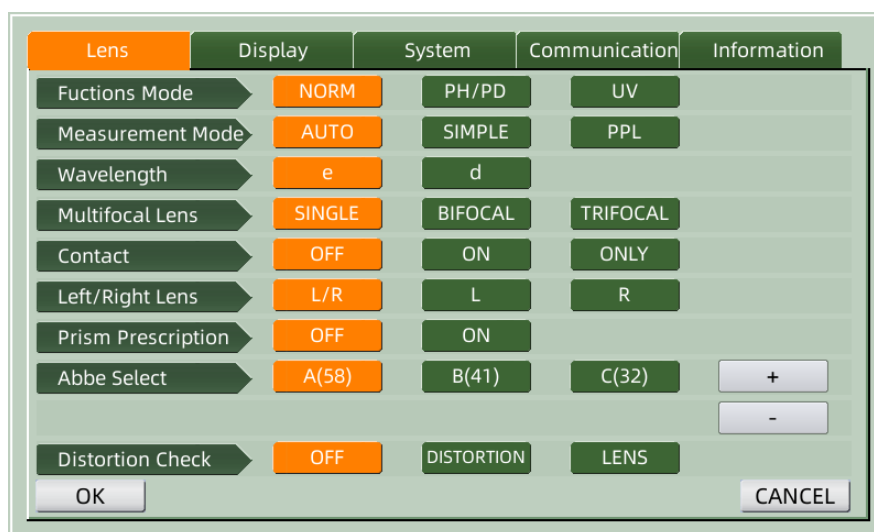 Lens Display System Communication Information
Fuctions Mode NORM PH/PD UV
Measurement Mode AUTO SIMPLE PPL
Wavelength e d
Multifocal Lens SINGLE BIFOCAL TRIFOCAL
Contact OFF ON ONLY
Left/Right Lens L/R L R
Prism Prescription OFF ON
Abbe Select A(58) B(41) C(32) +
-
Distortion Check OFF DISTORTION LENS
OK CANCEL